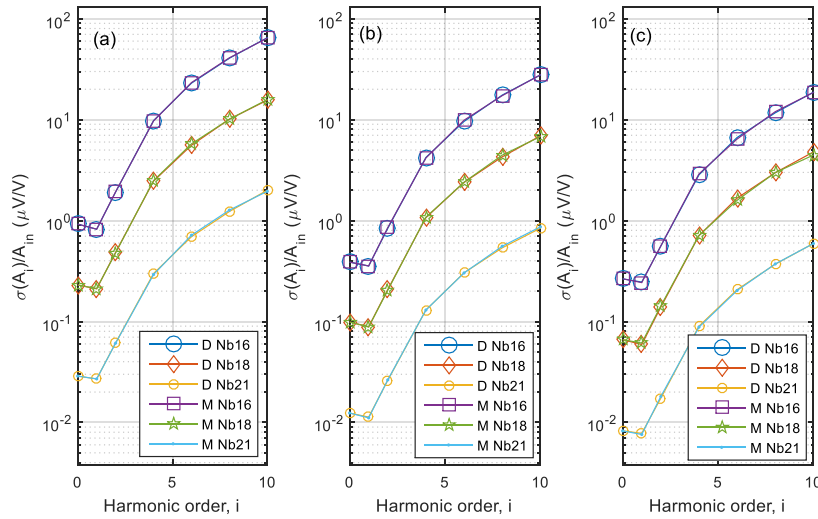 (a)
10^2
10^1
10^0
10^-1
10^-2
σ(A_i)/A_in (μV/V)
D Nb16
D Nb18
D Nb21
M Nb16
M Nb18
M Nb21
0 5 10
Harmonic order, i
(b)
10^2
10^1
10^0
10^-1
10^-2
σ(A_i)/A_in (μV/V)
D Nb16
D Nb18
D Nb21
M Nb16
M Nb18
M Nb21
0 5 10
Harmonic order, i
(c)
10^2
10^1
10^0
10^-1
10^-2
σ(A_i)/A_in (μV/V)
D Nb16
D Nb18
D Nb21
M Nb16
M Nb18
M Nb21
0 5 10
Harmonic order, i